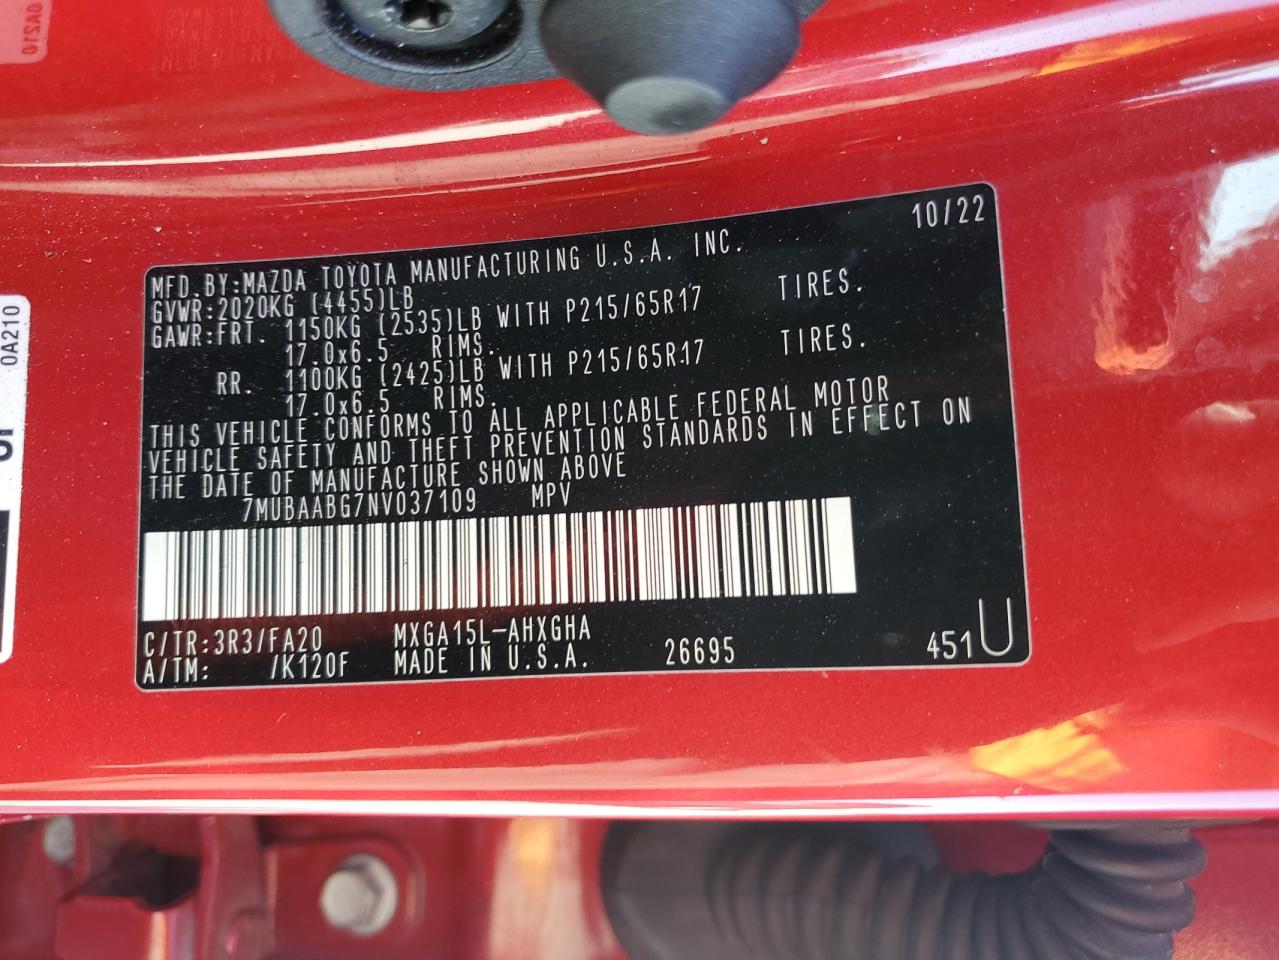 10/22
MFD.BY:MAZDA TOYOTA MANUFACTURING U.S.A. INC.
GVWR:2020KG (4455)LB
GAWR:FRT. 1150KG (2535)LB WITH P215/65R17 TIRES.
17.0x6.5 RIMS.
RR. 1100KG (2425)LB WITH P215/65R17 TIRES.
17.0x6.5 RIMS.
THIS VEHICLE CONFORMS TO ALL APPLICABLE FEDERAL MOTOR
VEHICLE SAFETY AND THEFT PREVENTION STANDARDS IN EFFECT ON
THE DATE OF MANUFACTURE SHOWN ABOVE
7MUBAABG7NV037109 MPV
C/TR:3R3/FA20 MXGA15L-AHXGHA
A/TM: /K120F MADE IN U.S.A. 26695 451U
0A210